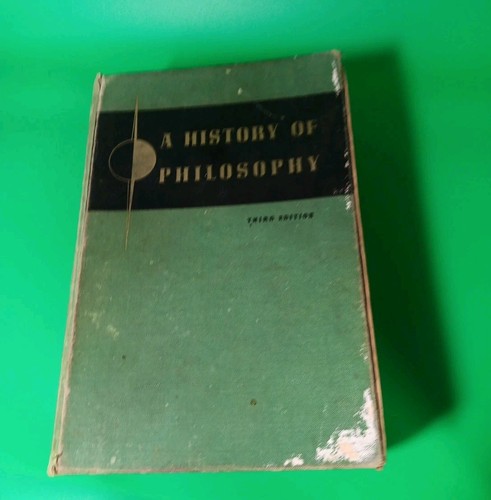 A HISTORY OF
PHILOSOPHY
THIRD EDITION